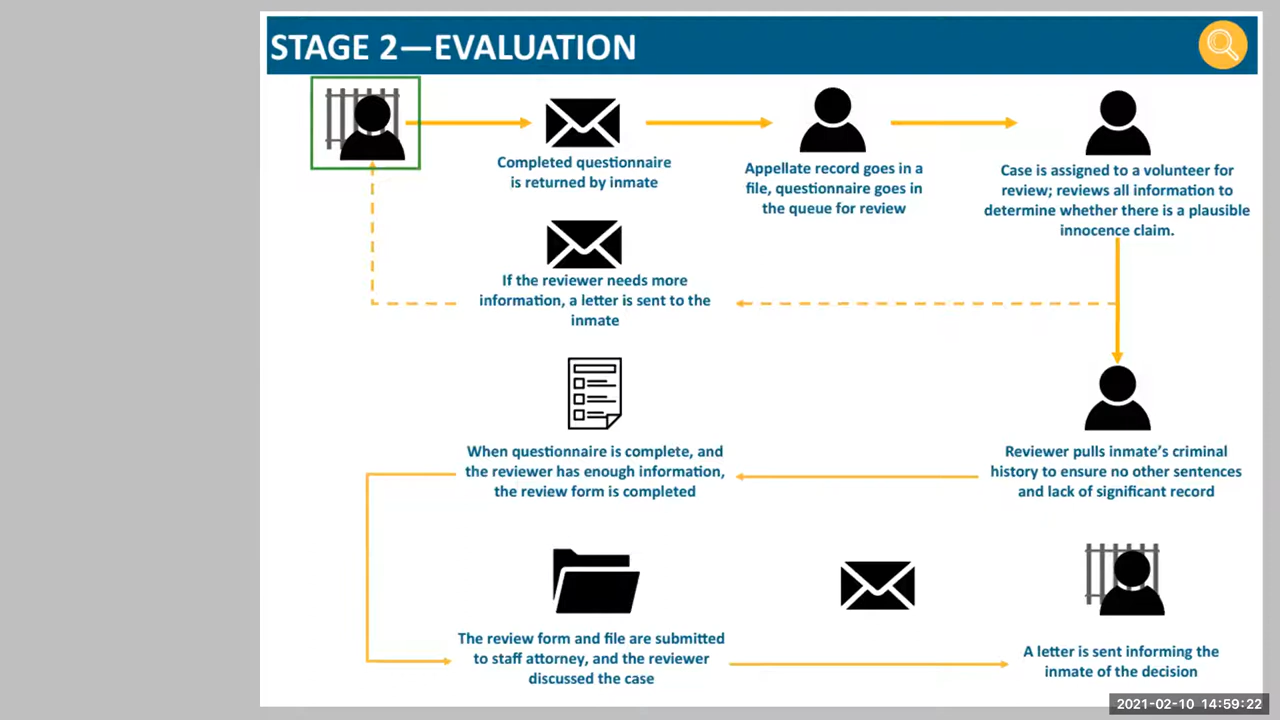 STAGE 2—EVALUATION
Completed questionnaire
is returned by inmate
Appellate record goes in a
file, questionnaire goes in
the queue for review
Case is assigned to a volunteer for
review; reviews all information to
determine whether there is a plausible
innocence claim.
If the reviewer needs more
information, a letter is sent to the
inmate
Reviewer pulls inmate's criminal
history to ensure no other sentences
and lack of significant record
When questionnaire is complete, and
the reviewer has enough information,
the review form is completed
The review form and file are submitted
to staff attorney, and the reviewer
discussed the case
A letter is sent informing the
inmate of the decision
2021-02-10 14:59:22